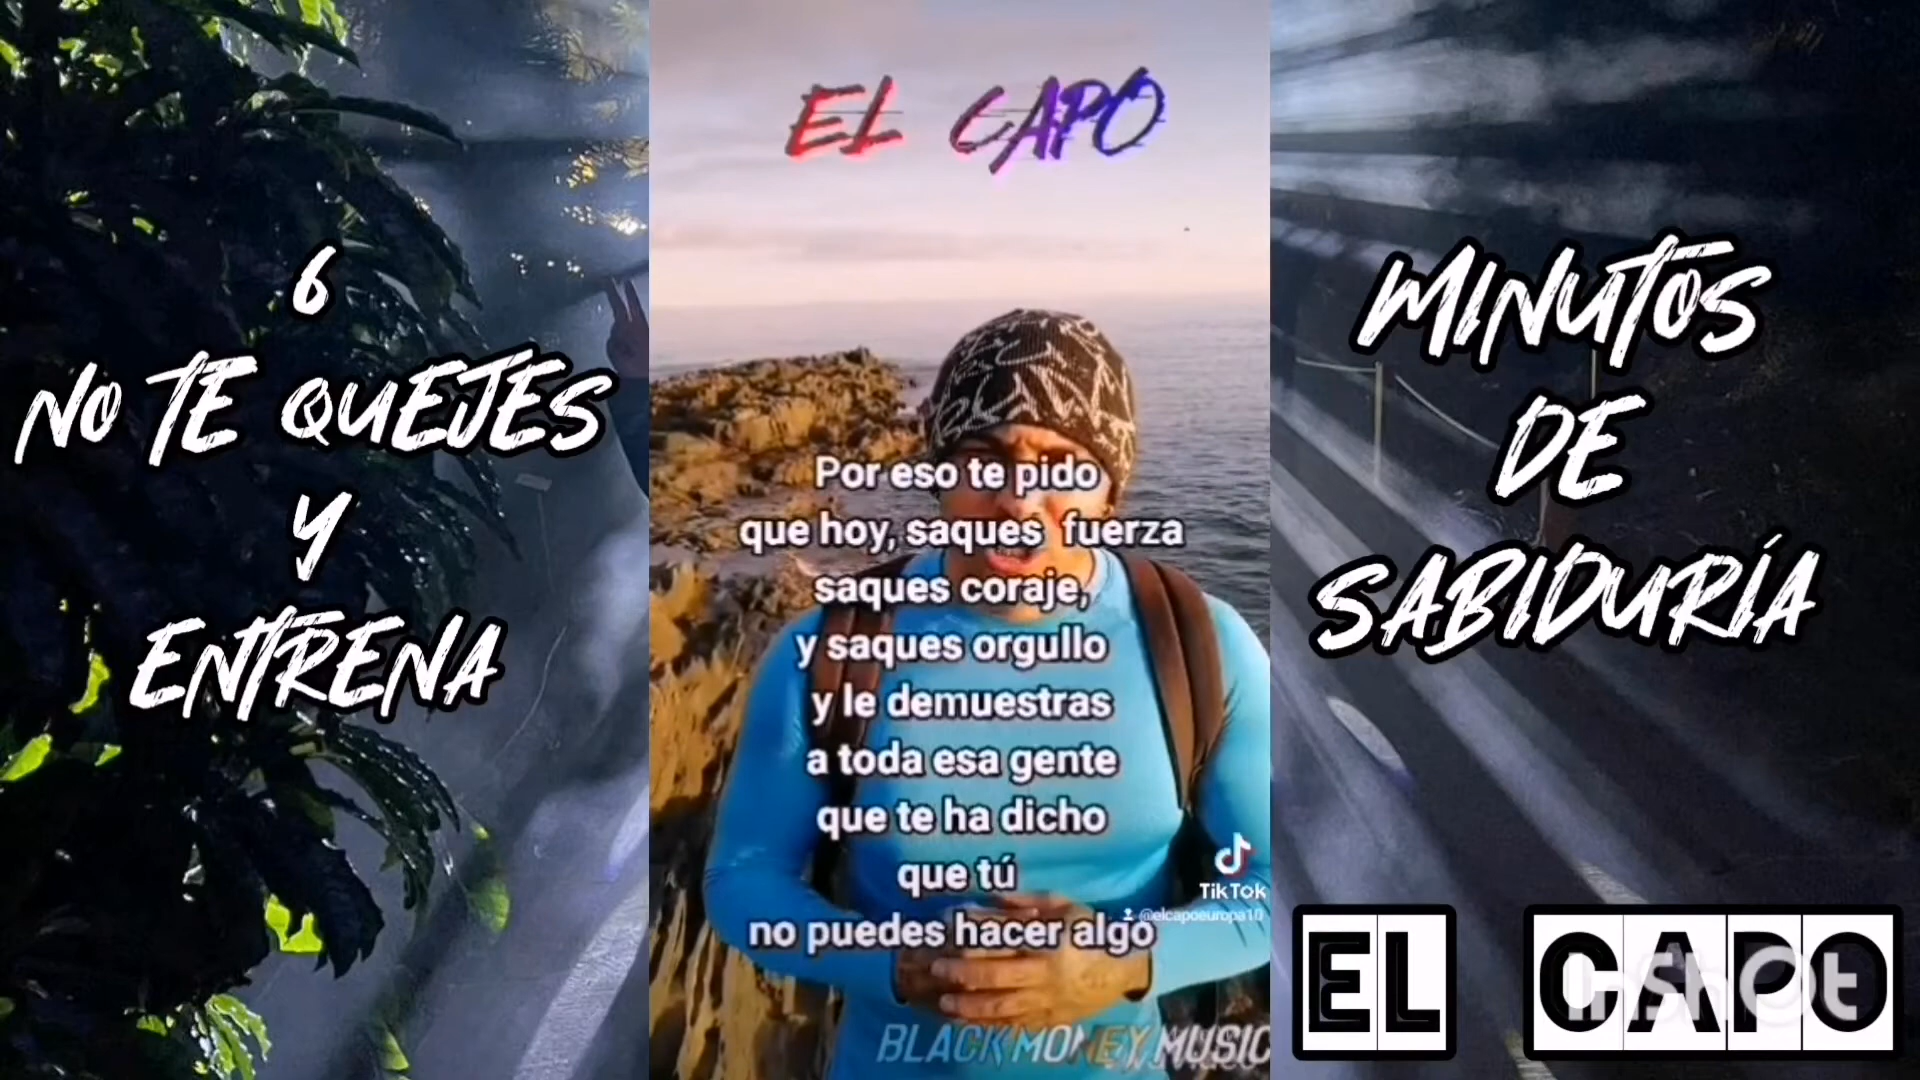 6
NO TE QUEJES
Y
ENTRENA
EL CAPO
Por eso te pido
que hoy, saques fuerza
saques coraje,
y saques orgullo
y le demuestras
a toda esa gente
que te ha dicho
que tú
no puedes hacer algo
TikTok
@elcapoeuropa10
BLACK MONEY MUSIC
MINUTOS
DE
SABIDURÍA
EL CAPO
InShOt